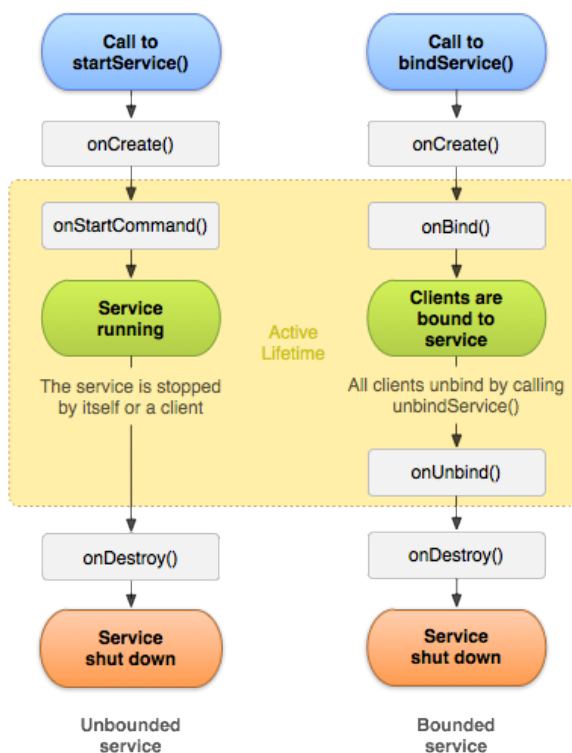 Call to
startService()
onCreate()
onStartCommand()
Service
running
The service is stopped
by itself or a client
onDestroy()
Service
shut down
Unbounded
service
Active
Lifetime
Call to
bindService()
onCreate()
onBind()
Clients are
bound to
service
All clients unbind by calling
unbindService()
onUnbind()
onDestroy()
Service
shut down
Bounded
service